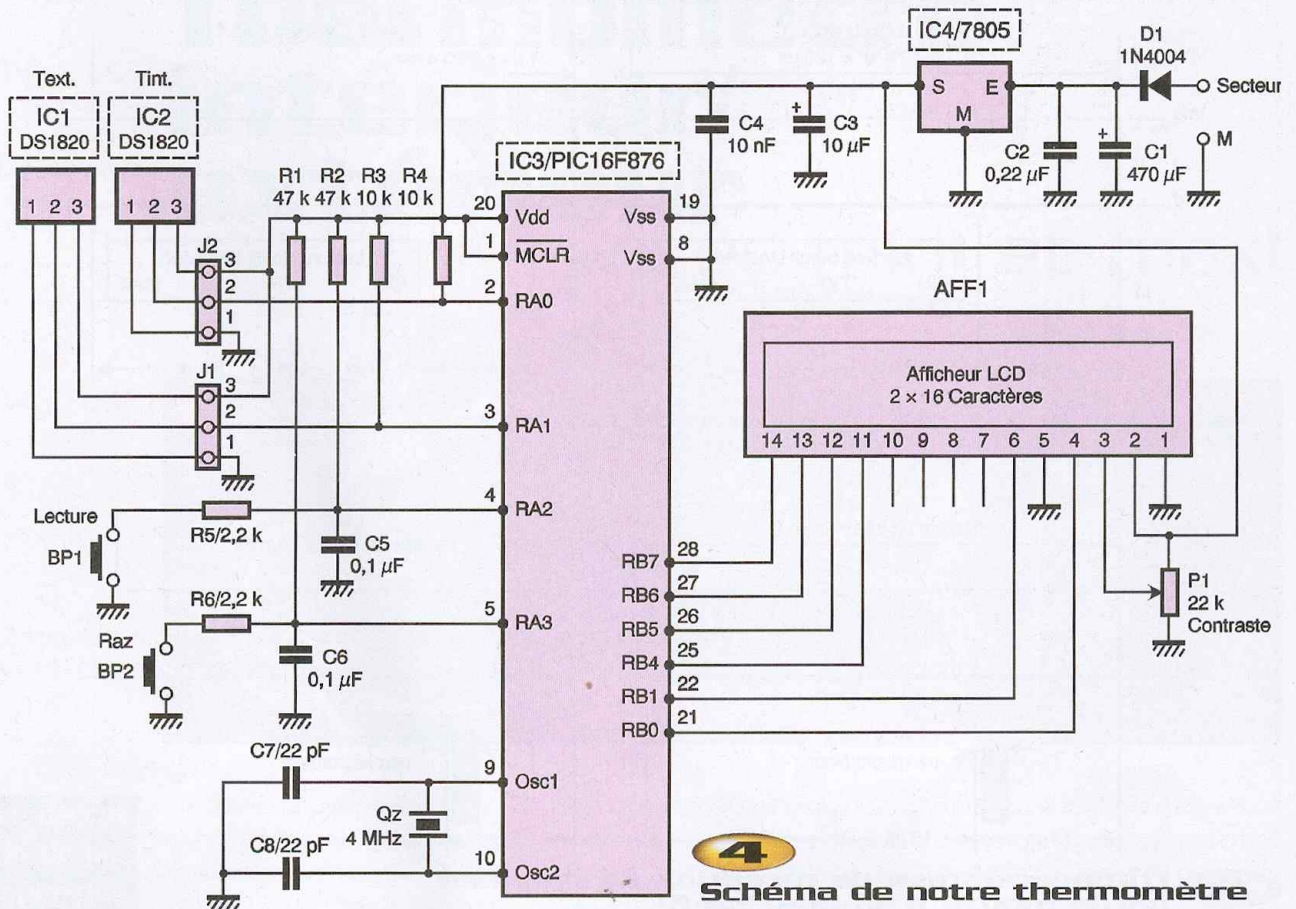 IC4/7805
D1
1N4004
S E
M
Secteur
M
C4
10 nF
+
C3
10 µF
C2
0,22 µF
+
C1
470 µF
Text.
IC1
DS1820
1 2 3
Tint.
IC2
DS1820
1 2 3
R1
47 k
R2
47 k
R3
10 k
R4
10 k
J2
3
2
1
J1
3
2
1
IC3/PIC16F876
20 Vdd
1 MCLR
2 RA0
3 RA1
4 RA2
5 RA3
9 Osc1
10 Osc2
Vss 19
Vss 8
RB7 28
RB6 27
RB5 26
RB4 25
RB1 22
RB0 21
Lecture
BP1
R5/2,2 k
C5
0,1 µF
Raz
BP2
R6/2,2 k
C6
0,1 µF
C7/22 pF
Qz
4 MHz
C8/22 pF
AFF1
Afficheur LCD
2 × 16 Caractères
14 13 12 11 10 9 8 7 6 5 4 3 2 1
P1
22 k
Contraste
4
Schéma de notre thermomètre